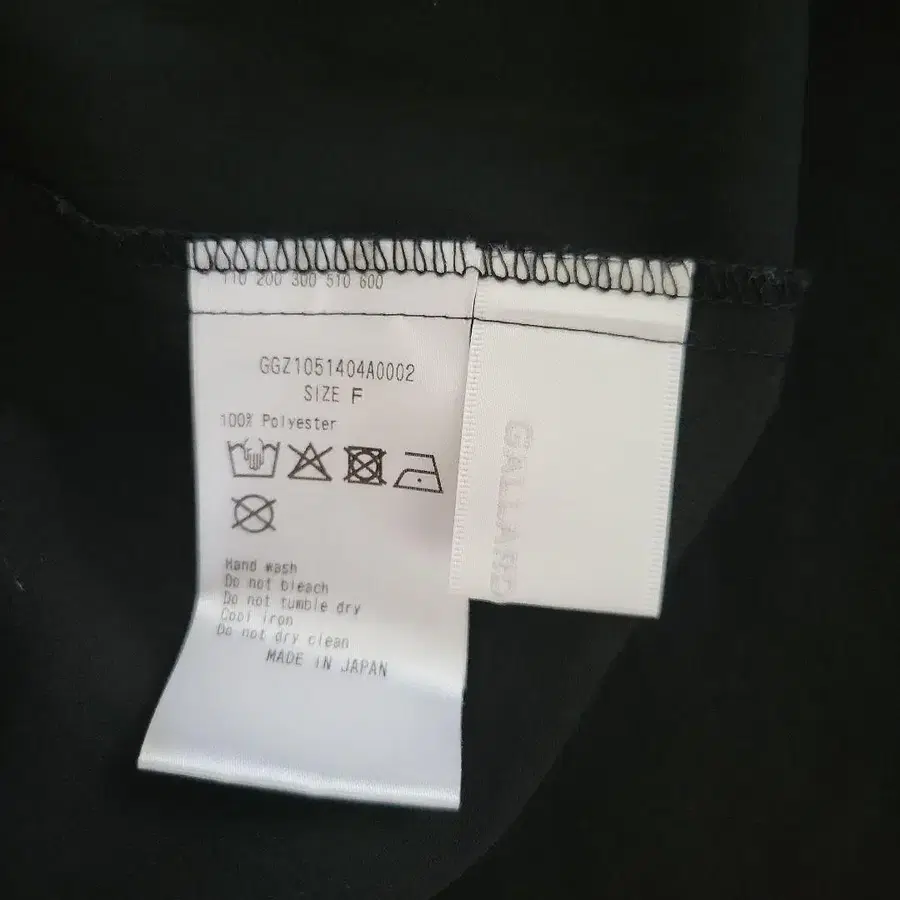 110 200 300 510 600
GGZ1051404A0002
SIZE F
100% Polyester
Hand wash
Do not bleach
Do not tumble dry
Cool iron
Do not dry clean
MADE IN JAPAN